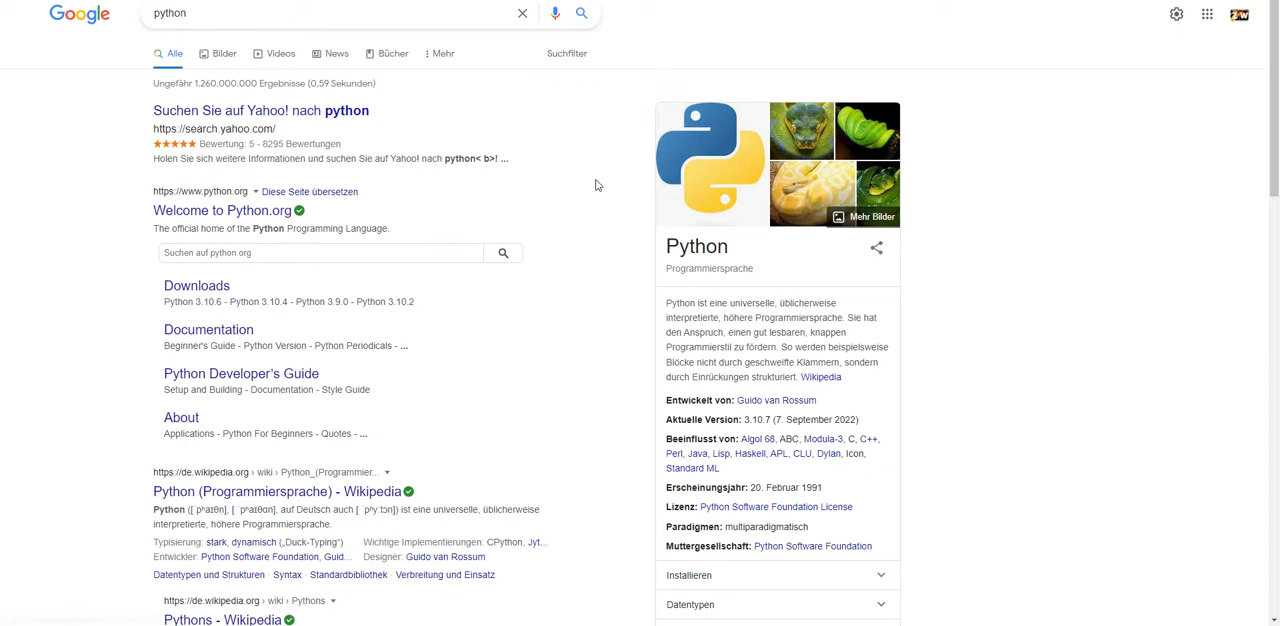 Google
python
Alle
Bilder
Videos
News
Bücher
Mehr
Suchfilter
Ungefähr 1.260.000.000 Ergebnisse (0,59 Sekunden)
Suchen Sie auf Yahoo! nach python
https://search.yahoo.com/
Bewertung: 5 - 8295 Bewertungen
Holen Sie sich weitere Informationen und suchen Sie auf Yahoo! nach python< b>! ...
https://www.python.org Diese Seite übersetzen
Welcome to Python.org
The official home of the Python Programming Language.
Suchen auf python.org
Downloads
Python 3.10.6 - Python 3.10.4 - Python 3.9.0 - Python 3.10.2
Documentation
Beginner's Guide - Python Version - Python Periodicals - ...
Python Developer's Guide
Setup and Building - Documentation - Style Guide
About
Applications - Python For Beginners - Quotes - ...
https://de.wikipedia.org › wiki › Python_(Programmier...
Python (Programmiersprache) - Wikipedia
Python ([ˈpʰaɪθn̩], [ˈpʰaɪθɑn], auf Deutsch auch [ˈpʰyːtɔn]) ist eine universelle, üblicherweise
interpretierte, höhere Programmiersprache.
Typisierung: stark, dynamisch („Duck-Typing“) Wichtige Implementierungen: CPython, Jyt...
Entwickler: Python Software Foundation, Guid... Designer: Guido van Rossum
Datentypen und Strukturen · Syntax · Standardbibliothek · Verbreitung und Einsatz
https://de.wikipedia.org › wiki › Pythons
Pythons - Wikipedia
Mehr Bilder
Python
Programmiersprache
Python ist eine universelle, üblicherweise
interpretierte, höhere Programmiersprache. Sie hat
den Anspruch, einen gut lesbaren, knappen
Programmierstil zu fördern. So werden beispielsweise
Blöcke nicht durch geschweifte Klammern, sondern
durch Einrückungen strukturiert. Wikipedia
Entwickelt von: Guido van Rossum
Aktuelle Version: 3.10.7 (7. September 2022)
Beeinflusst von: Algol 68, ABC, Modula-3, C, C++,
Perl, Java, Lisp, Haskell, APL, CLU, Dylan, Icon,
Standard ML
Erscheinungsjahr: 20. Februar 1991
Lizenz: Python Software Foundation License
Paradigmen: multiparadigmatisch
Muttergesellschaft: Python Software Foundation
Installieren
Datentypen